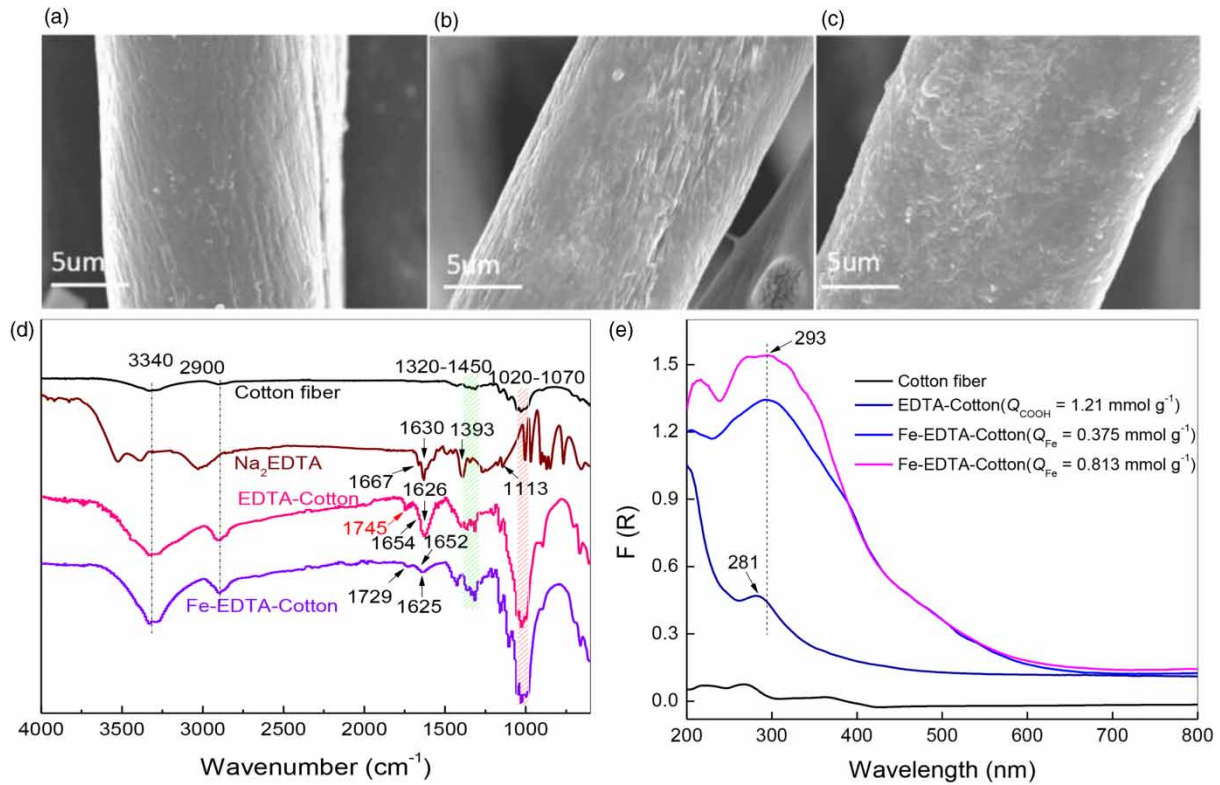 (a)
(b)
(c)
5um
5um
5um
(d)
3340
2900
1320-1450
1020-1070
Cotton fiber
1630
1393
Na₂EDTA
1667
1626
1113
EDTA-Cotton
1745
1654
1652
Fe-EDTA-Cotton
1729
1625
4000 3500 3000 2500 2000 1500 1000
Wavenumber (cm⁻¹)
(e)
293
Cotton fiber
EDTA-Cotton(Q_COOH = 1.21 mmol g⁻¹)
Fe-EDTA-Cotton(Q_Fe = 0.375 mmol g⁻¹)
Fe-EDTA-Cotton(Q_Fe = 0.813 mmol g⁻¹)
281
F (R)
1.5
1.2
0.9
0.6
0.3
0.0
200 300 400 500 600 700 800
Wavelength (nm)